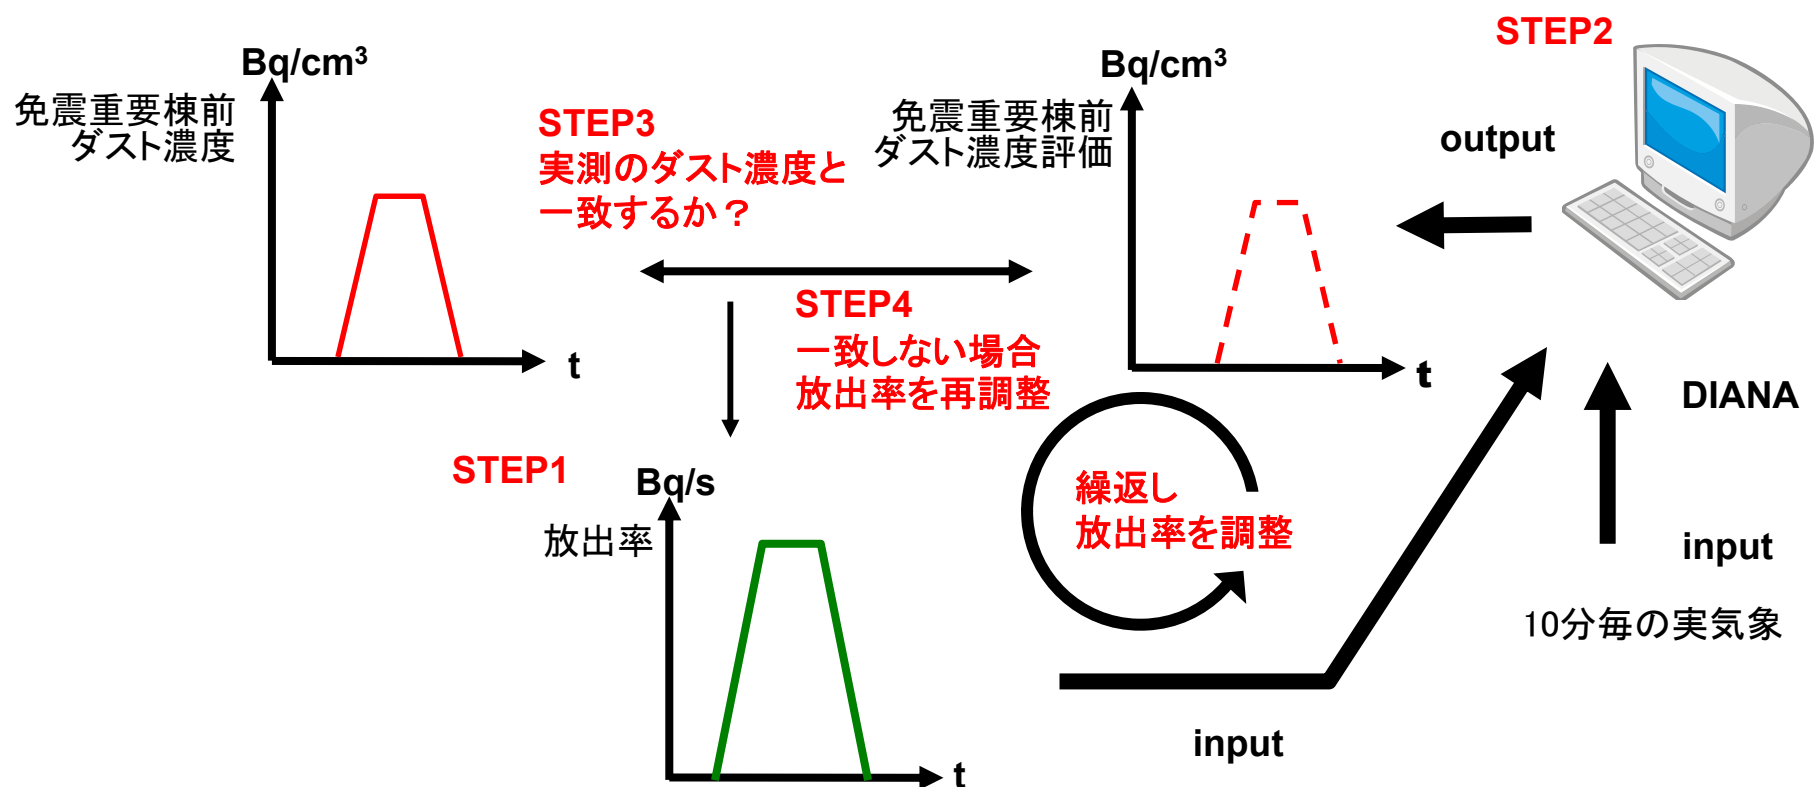 Bq/cm³
免震重要棟前
ダスト濃度
t
STEP3
実測のダスト濃度と
一致するか？
STEP4
一致しない場合
放出率を再調整
Bq/cm³
免震重要棟前
ダスト濃度評価
t
STEP2
output
DIANA
input
10分毎の実気象
STEP1
Bq/s
放出率
t
繰返し
放出率を調整
input